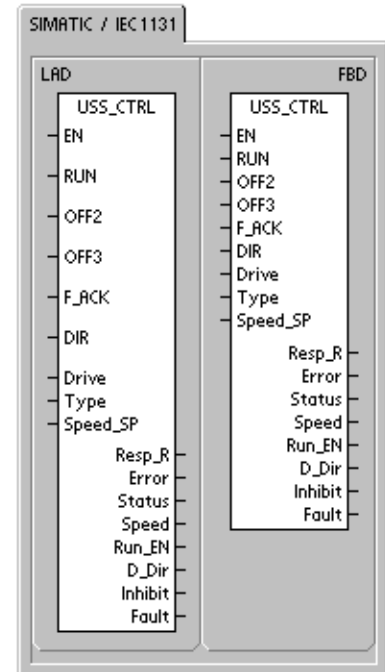 SIMATIC / IEC1131
LAD
USS_CTRL
EN
RUN
OFF2
OFF3
F_ACK
DIR
Drive
Type
Speed_SP
Resp_R
Error
Status
Speed
Run_EN
D_Dir
Inhibit
Fault
FBD
USS_CTRL
EN
RUN
OFF2
OFF3
F_ACK
DIR
Drive
Type
Speed_SP
Resp_R
Error
Status
Speed
Run_EN
D_Dir
Inhibit
Fault